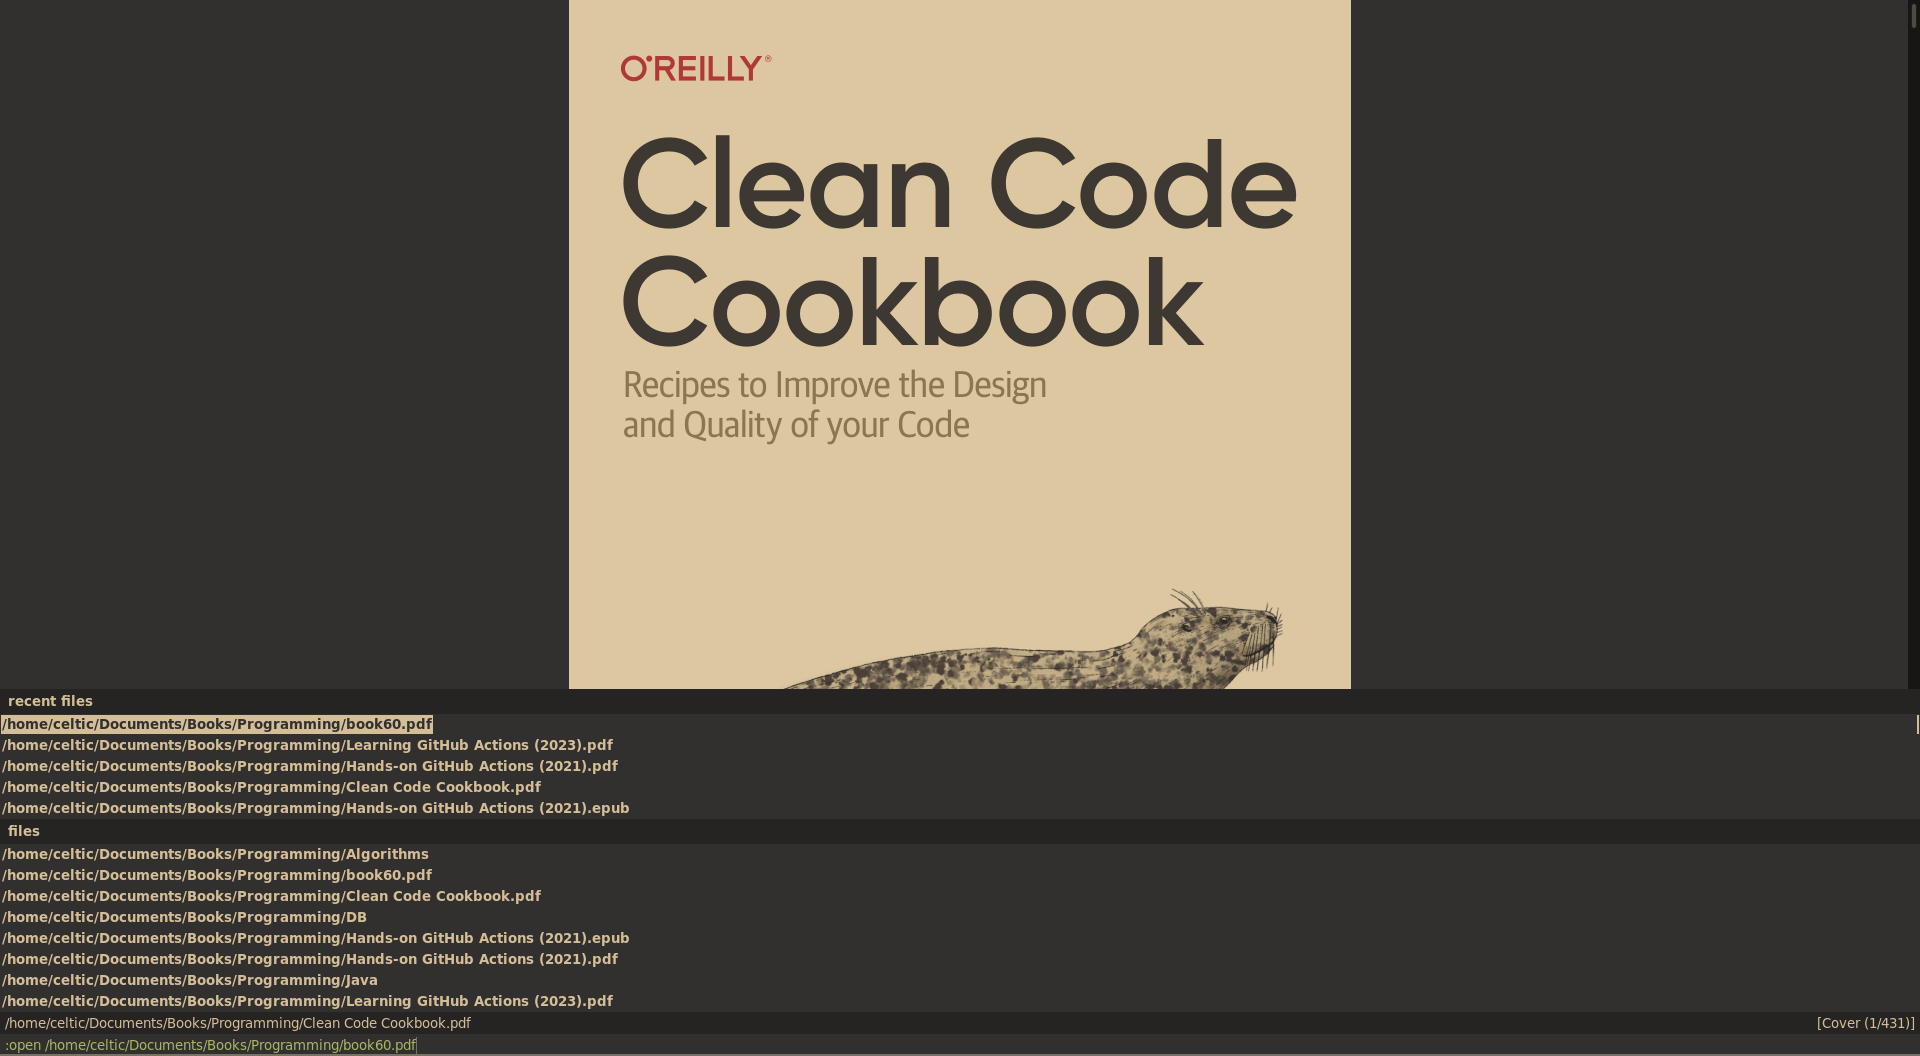 O'REILLY®
Clean Code
Cookbook
Recipes to Improve the Design
and Quality of your Code
recent files
/home/celtic/Documents/Books/Programming/book60.pdf
/home/celtic/Documents/Books/Programming/Learning GitHub Actions (2023).pdf
/home/celtic/Documents/Books/Programming/Hands-on GitHub Actions (2021).pdf
/home/celtic/Documents/Books/Programming/Clean Code Cookbook.pdf
/home/celtic/Documents/Books/Programming/Hands-on GitHub Actions (2021).epub
files
/home/celtic/Documents/Books/Programming/Algorithms
/home/celtic/Documents/Books/Programming/book60.pdf
/home/celtic/Documents/Books/Programming/Clean Code Cookbook.pdf
/home/celtic/Documents/Books/Programming/DB
/home/celtic/Documents/Books/Programming/Hands-on GitHub Actions (2021).epub
/home/celtic/Documents/Books/Programming/Hands-on GitHub Actions (2021).pdf
/home/celtic/Documents/Books/Programming/Java
/home/celtic/Documents/Books/Programming/Learning GitHub Actions (2023).pdf
/home/celtic/Documents/Books/Programming/Clean Code Cookbook.pdf [Cover (1/431)]
:open /home/celtic/Documents/Books/Programming/book60.pdf